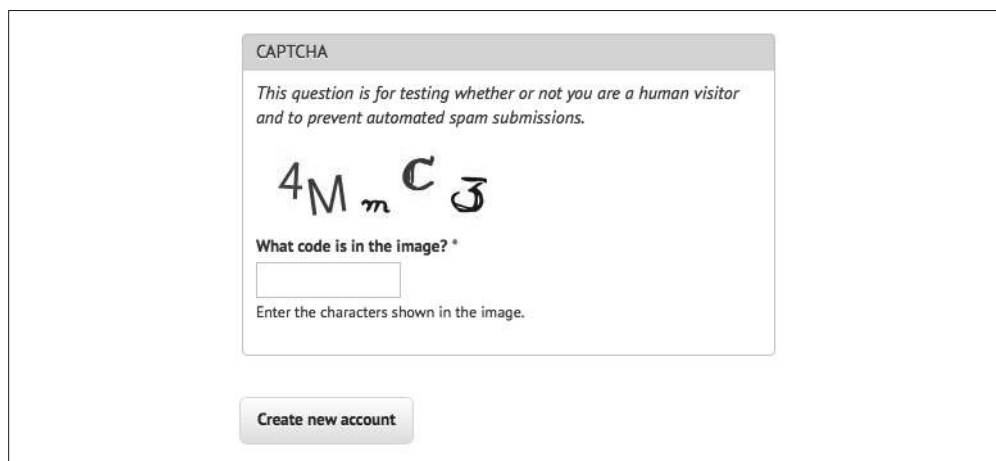 CAPTCHA
This question is for testing whether or not you are a human visitor
and to prevent automated spam submissions.
4MmC3
What code is in the image? *
Enter the characters shown in the image.
Create new account